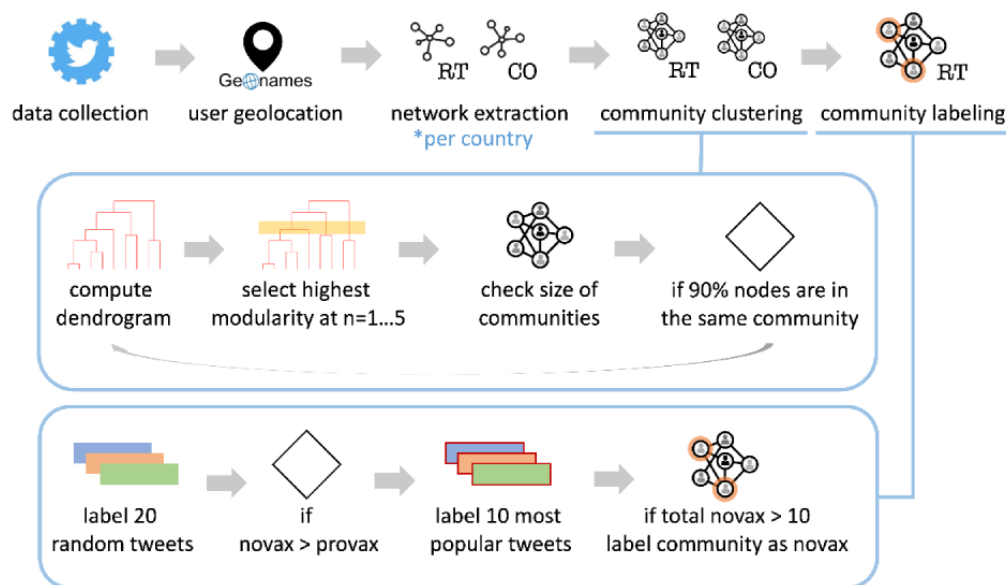 Geonames
RT
CO
RT
CO
RT
data collection
user geolocation
network extraction
*per country
community clustering
community labeling
compute
dendrogram
select highest
modularity at n=1...5
check size of
communities
if 90% nodes are in
the same community
label 20
random tweets
if
novax > provax
label 10 most
popular tweets
if total novax > 10
label community as novax